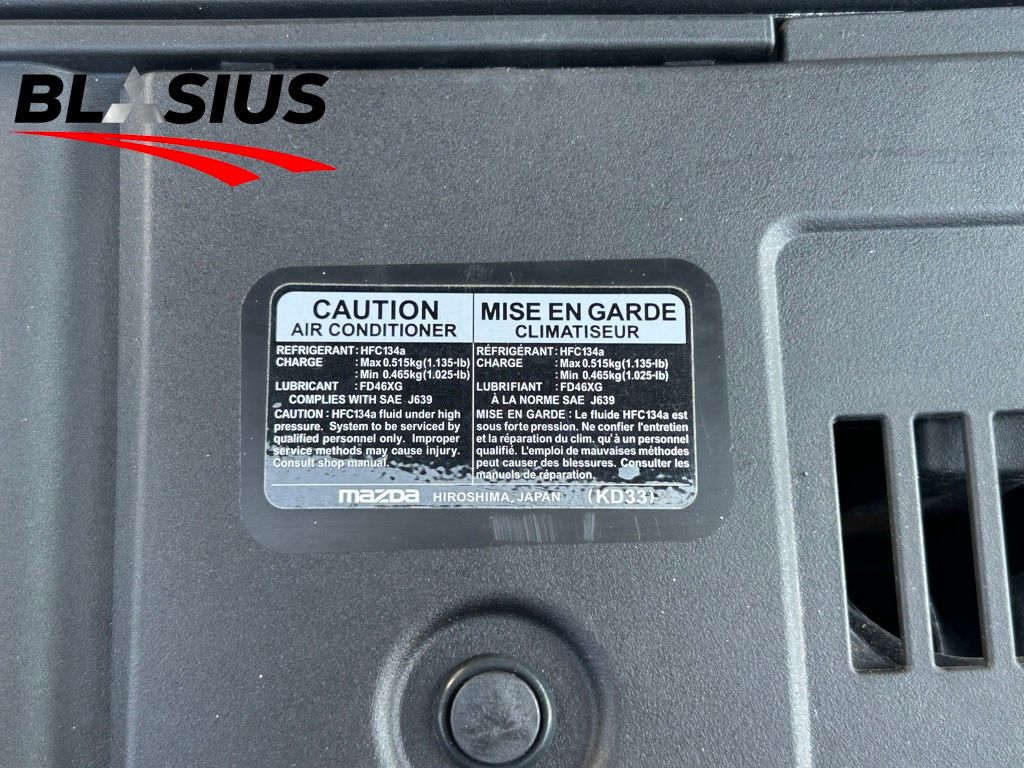 BLASIUS
CAUTION
AIR CONDITIONER
REFRIGERANT : HFC134a
CHARGE : Max 0.515kg(1.135-lb)
: Min 0.465kg(1.025-lb)
LUBRICANT : FD46XG
COMPLIES WITH SAE J639
CAUTION : HFC134a fluid under high
pressure. System to be serviced by
qualified personnel only. Improper
service methods may cause injury.
Consult shop manual.
MISE EN GARDE
CLIMATISEUR
RÉFRIGÉRANT : HFC134a
CHARGE : Max 0.515kg(1.135-lb)
: Min 0.465kg(1.025-lb)
LUBRIFIANT : FD46XG
À LA NORME SAE J639
MISE EN GARDE : Le fluide HFC134a est
sous forte pression. Ne confier l'entretien
et la réparation du clim. qu'à un personnel
qualifié. L'emploi de mauvaises méthodes
peut causer des blessures. Consulter les
manuels de réparation.
mazda HIROSHIMA, JAPAN (KD33)